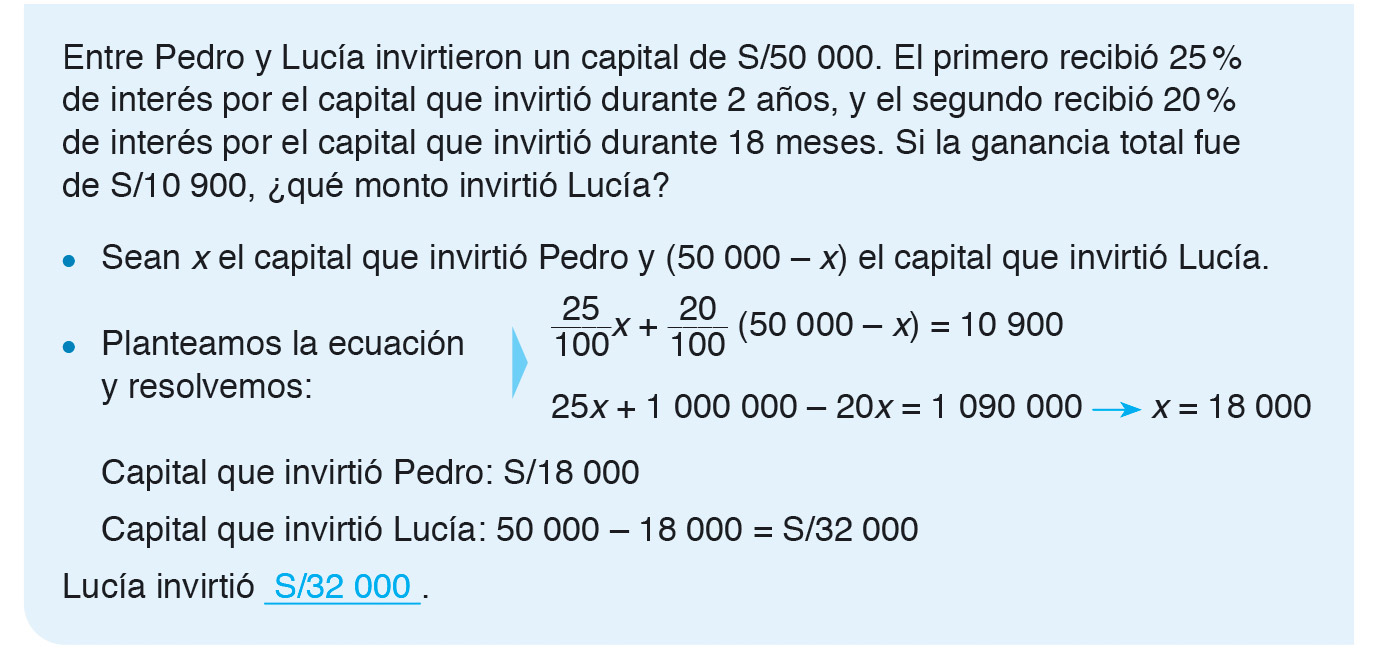 Entre Pedro y Lucía invirtieron un capital de S/50 000. El primero recibió 25 %
de interés por el capital que invirtió durante 2 años, y el segundo recibió 20 %
de interés por el capital que invirtió durante 18 meses. Si la ganancia total fue
de S/10 900, ¿qué monto invirtió Lucía?
• Sean x el capital que invirtió Pedro y (50 000 – x) el capital que invirtió Lucía.
• Planteamos la ecuación
y resolvemos:
25/100 x + 20/100 (50 000 – x) = 10 900
25x + 1 000 000 – 20x = 1 090 000 → x = 18 000
Capital que invirtió Pedro: S/18 000
Capital que invirtió Lucía: 50 000 – 18 000 = S/32 000
Lucía invirtió S/32 000.